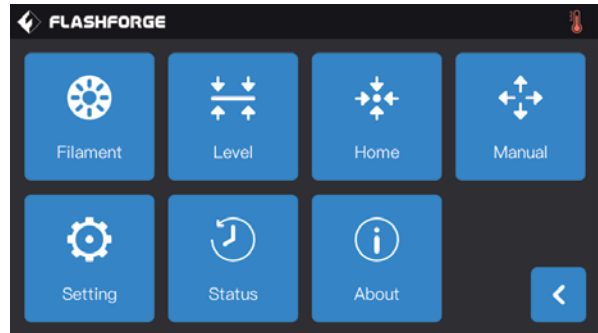 FLASHFORGE
Filament
Level
Home
Manual
Setting
Status
About